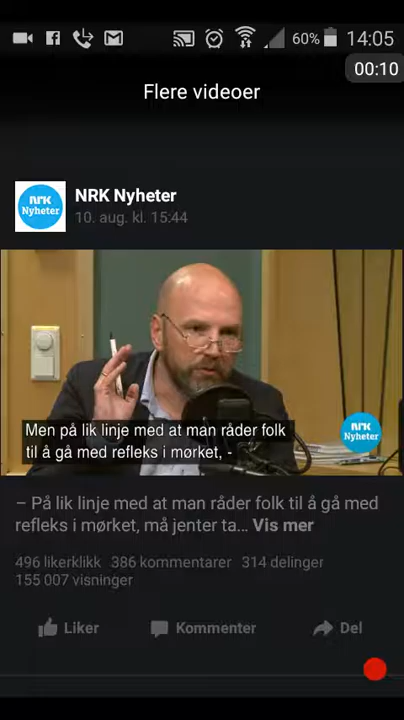 60% 14:05
00:10
Flere videoer
NRK Nyheter
10. aug. kl. 15:44
NRK
Nyheter
Men på lik linje med at man råder folk
til å gå med refleks i mørket, -
NRK
Nyheter
– På lik linje med at man råder folk til å gå med
refleks i mørket, må jenter ta... Vis mer
496 likerklikk 386 kommentarer 314 delinger
155 007 visninger
Liker Kommenter Del